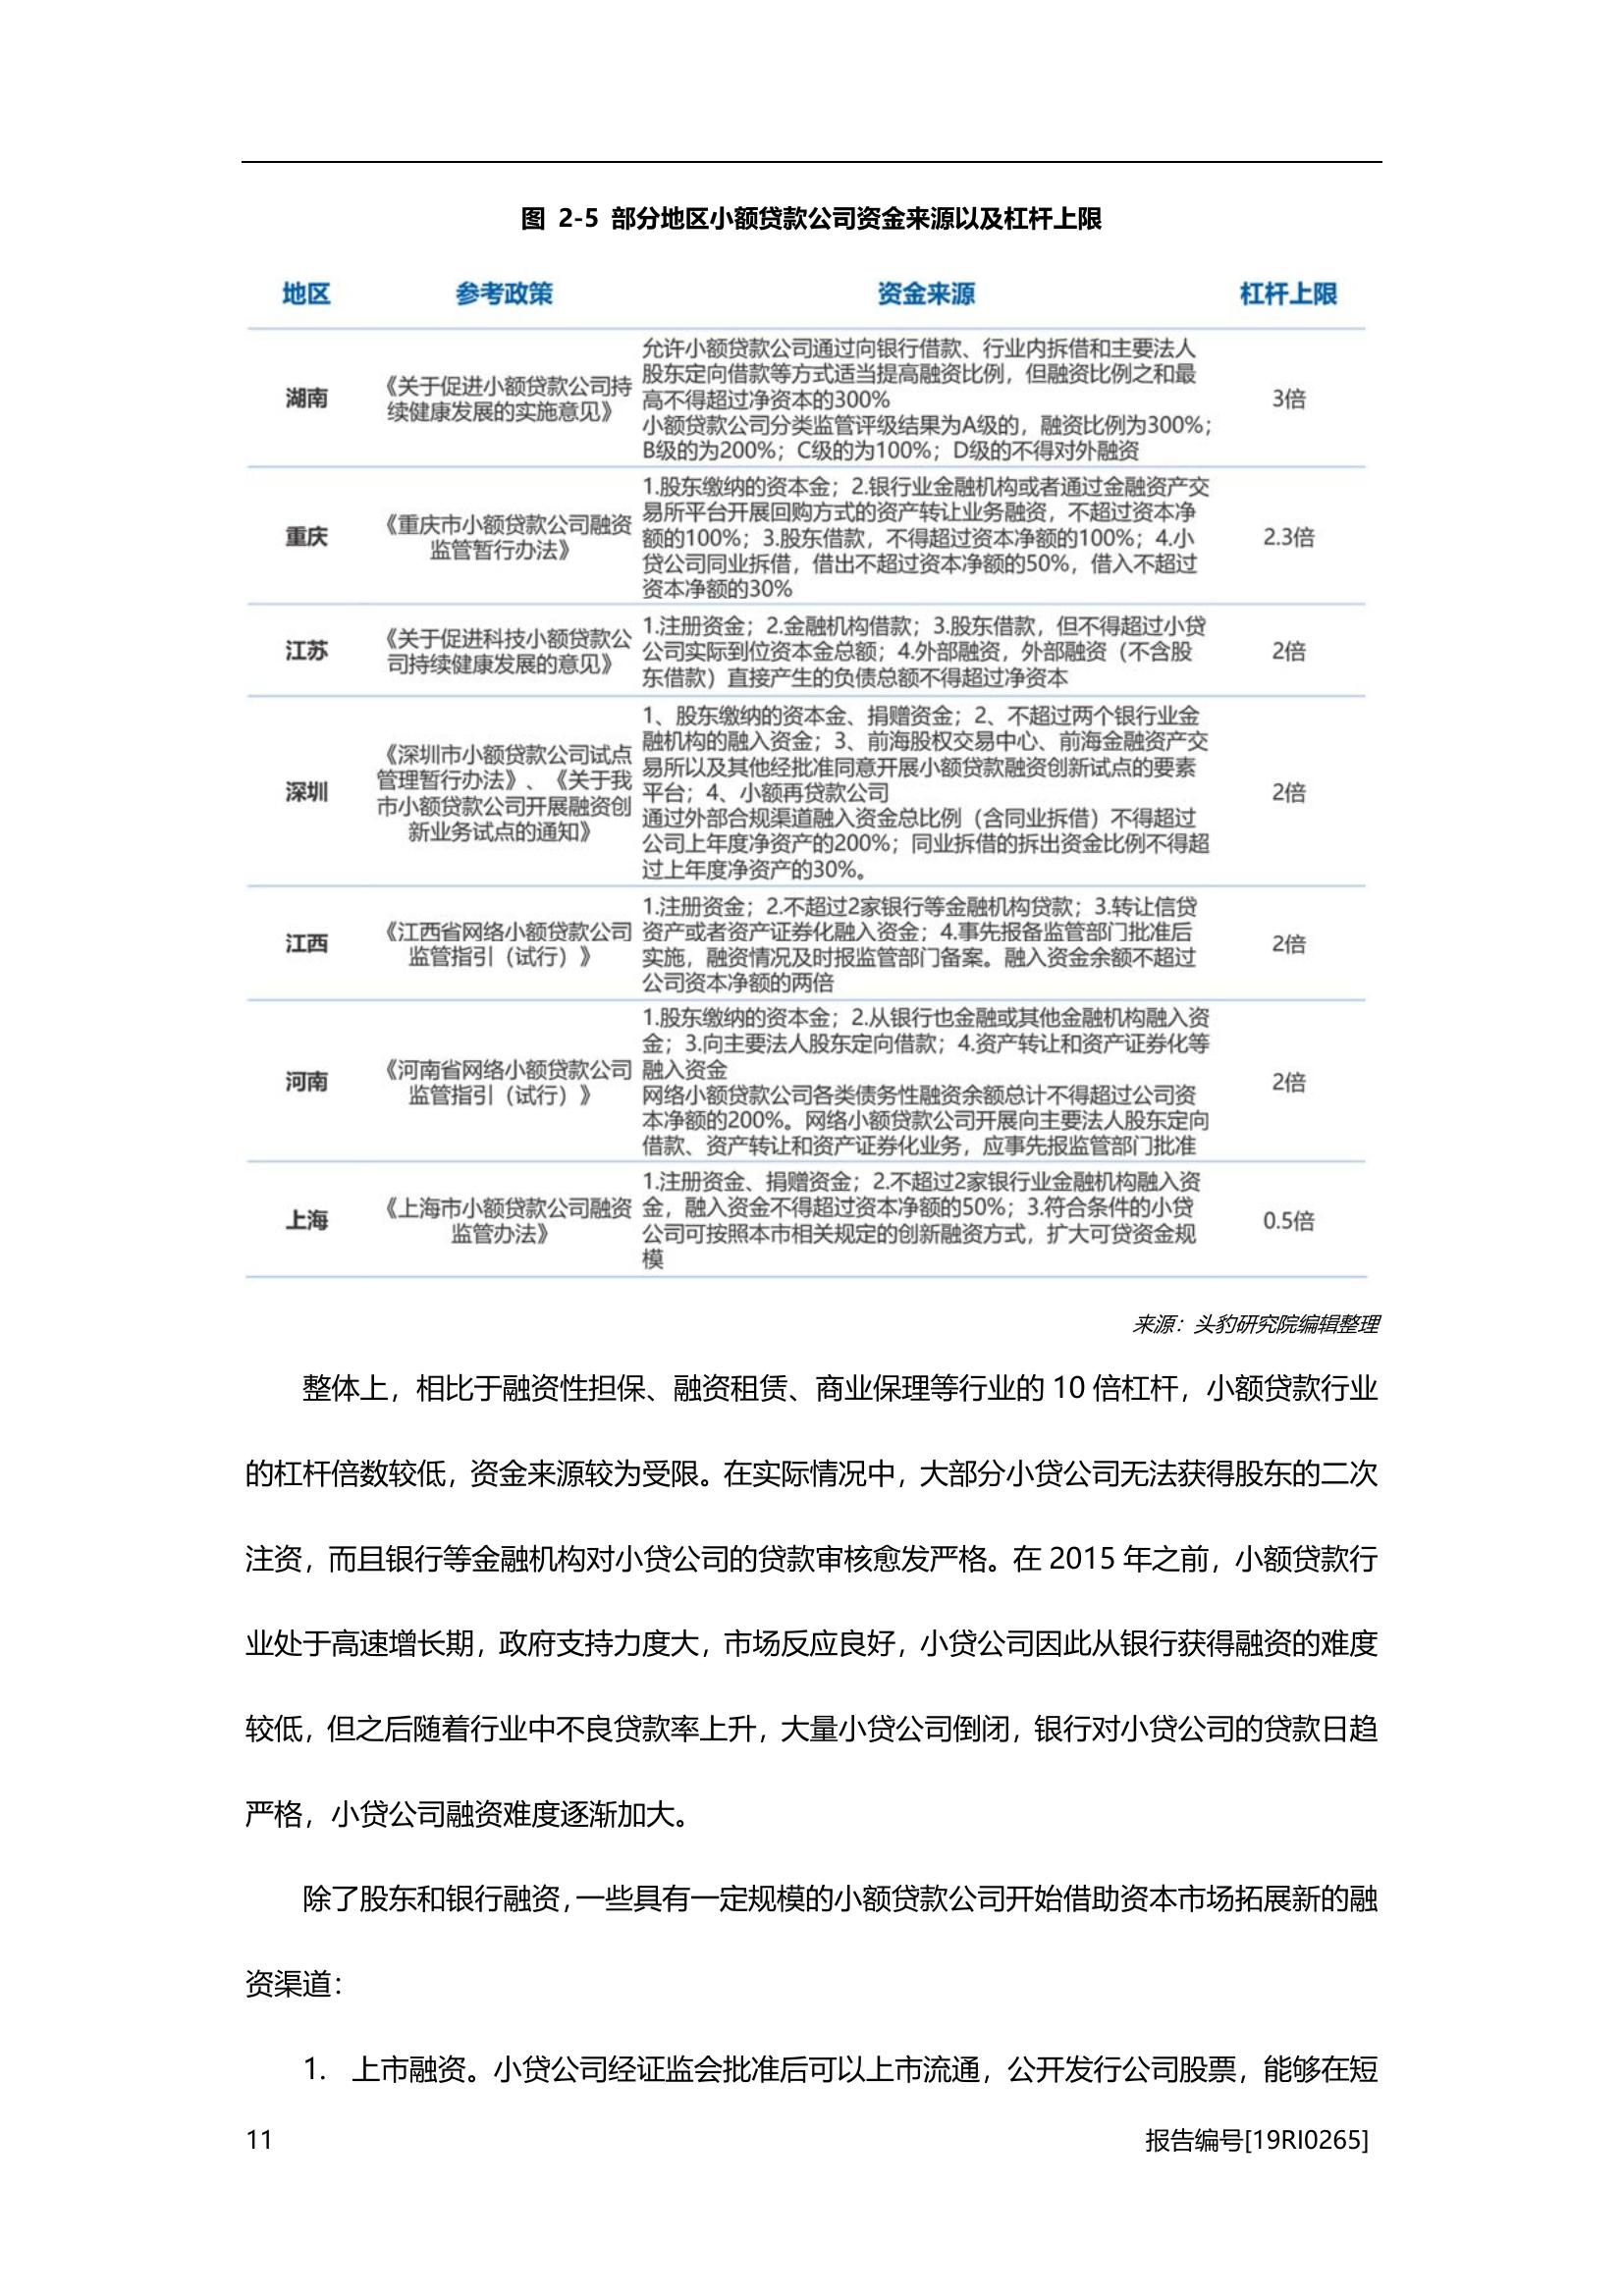 图 2-5 部分地区小额贷款公司资金来源以及杠杆上限
地区 参考政策 资金来源 杠杆上限
湖南
《关于促进小额贷款公司持
续健康发展的实施意见》
允许小额贷款公司通过向银行借款、行业内拆借和主要法人
股东定向借款等方式适当提高融资比例，但融资比例之和最
高不得超过净资本的300%
小额贷款公司分类监管评级结果为A级的，融资比例为300%；
B级的为200%；C级的为100%；D级的不得对外融资
3倍
重庆
《重庆市小额贷款公司融资
监管暂行办法》
1.股东缴纳的资本金；2.银行业金融机构或者通过金融资产交
易所平台开展回购方式的资产转让业务融资，不超过资本净
额的100%；3.股东借款，不得超过资本净额的100%；4.小
贷公司同业拆借，借出不超过资本净额的50%，借入不超过
资本净额的30%
2.3倍
江苏
《关于促进科技小额贷款公
司持续健康发展的意见》
1.注册资金；2.金融机构借款；3.股东借款，但不得超过小贷
公司实际到位资本金总额；4.外部融资，外部融资（不含股
东借款）直接产生的负债总额不得超过净资本
2倍
深圳
《深圳市小额贷款公司试点
管理暂行办法》、《关于我
市小额贷款公司开展融资创
新业务试点的通知》
1、股东缴纳的资本金、捐赠资金；2、不超过两个银行业金
融机构的融入资金；3、前海股权交易中心、前海金融资产交
易所以及其他经批准同意开展小额贷款融资创新试点的要素
平台；4、小额再贷款公司
通过外部合规渠道融入资金总比例（含同业拆借）不得超过
公司上年度净资产的200%；同业拆借的拆出资金比例不得超
过上年度净资产的30%。
2倍
江西
《江西省网络小额贷款公司
监管指引（试行）》
1.注册资金；2.不超过2家银行等金融机构贷款；3.转让信贷
资产或者资产证券化融入资金；4.事先报备监管部门批准后
实施，融资情况及时报监管部门备案。融入资金余额不超过
公司资本净额的两倍
2倍
河南
《河南省网络小额贷款公司
监管指引（试行）》
1.股东缴纳的资本金；2.从银行也金融或其他金融机构融入资
金；3.向主要法人股东定向借款；4.资产转让和资产证券化等
融入资金
网络小额贷款公司各类债务性融资余额总计不得超过公司资
本净额的200%。网络小额贷款公司开展向主要法人股东定向
借款、资产转让和资产证券化业务，应事先报监管部门批准
2倍
上海
《上海市小额贷款公司融资
监管办法》
1.注册资金、捐赠资金；2.不超过2家银行业金融机构融入资
金，融入资金不得超过资本净额的50%；3.符合条件的小贷
公司可按照本市相关规定的创新融资方式，扩大可贷资金规
模
0.5倍
来源：头豹研究院编辑整理
整体上，相比于融资性担保、融资租赁、商业保理等行业的 10 倍杠杆，小额贷款行业
的杠杆倍数较低，资金来源较为受限。在实际情况中，大部分小贷公司无法获得股东的二次
注资，而且银行等金融机构对小贷公司的贷款审核愈发严格。在 2015 年之前，小额贷款行
业处于高速增长期，政府支持力度大，市场反应良好，小贷公司因此从银行获得融资的难度
较低，但之后随着行业中不良贷款率上升，大量小贷公司倒闭，银行对小贷公司的贷款日趋
严格，小贷公司融资难度逐渐加大。
除了股东和银行融资，一些具有一定规模的小额贷款公司开始借助资本市场拓展新的融
资渠道：
1. 上市融资。小贷公司经证监会批准后可以上市流通，公开发行公司股票，能够在短
11 报告编号[19RI0265]